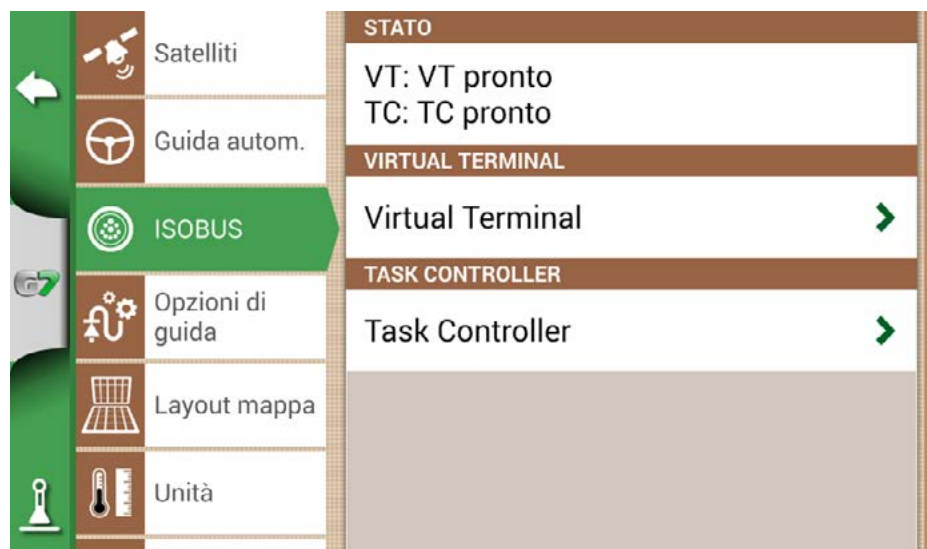 Satelliti
Guida autom.
ISOBUS
Opzioni di
guida
Layout mappa
Unità
G7
STATO
VT: VT pronto
TC: TC pronto
VIRTUAL TERMINAL
Virtual Terminal
TASK CONTROLLER
Task Controller